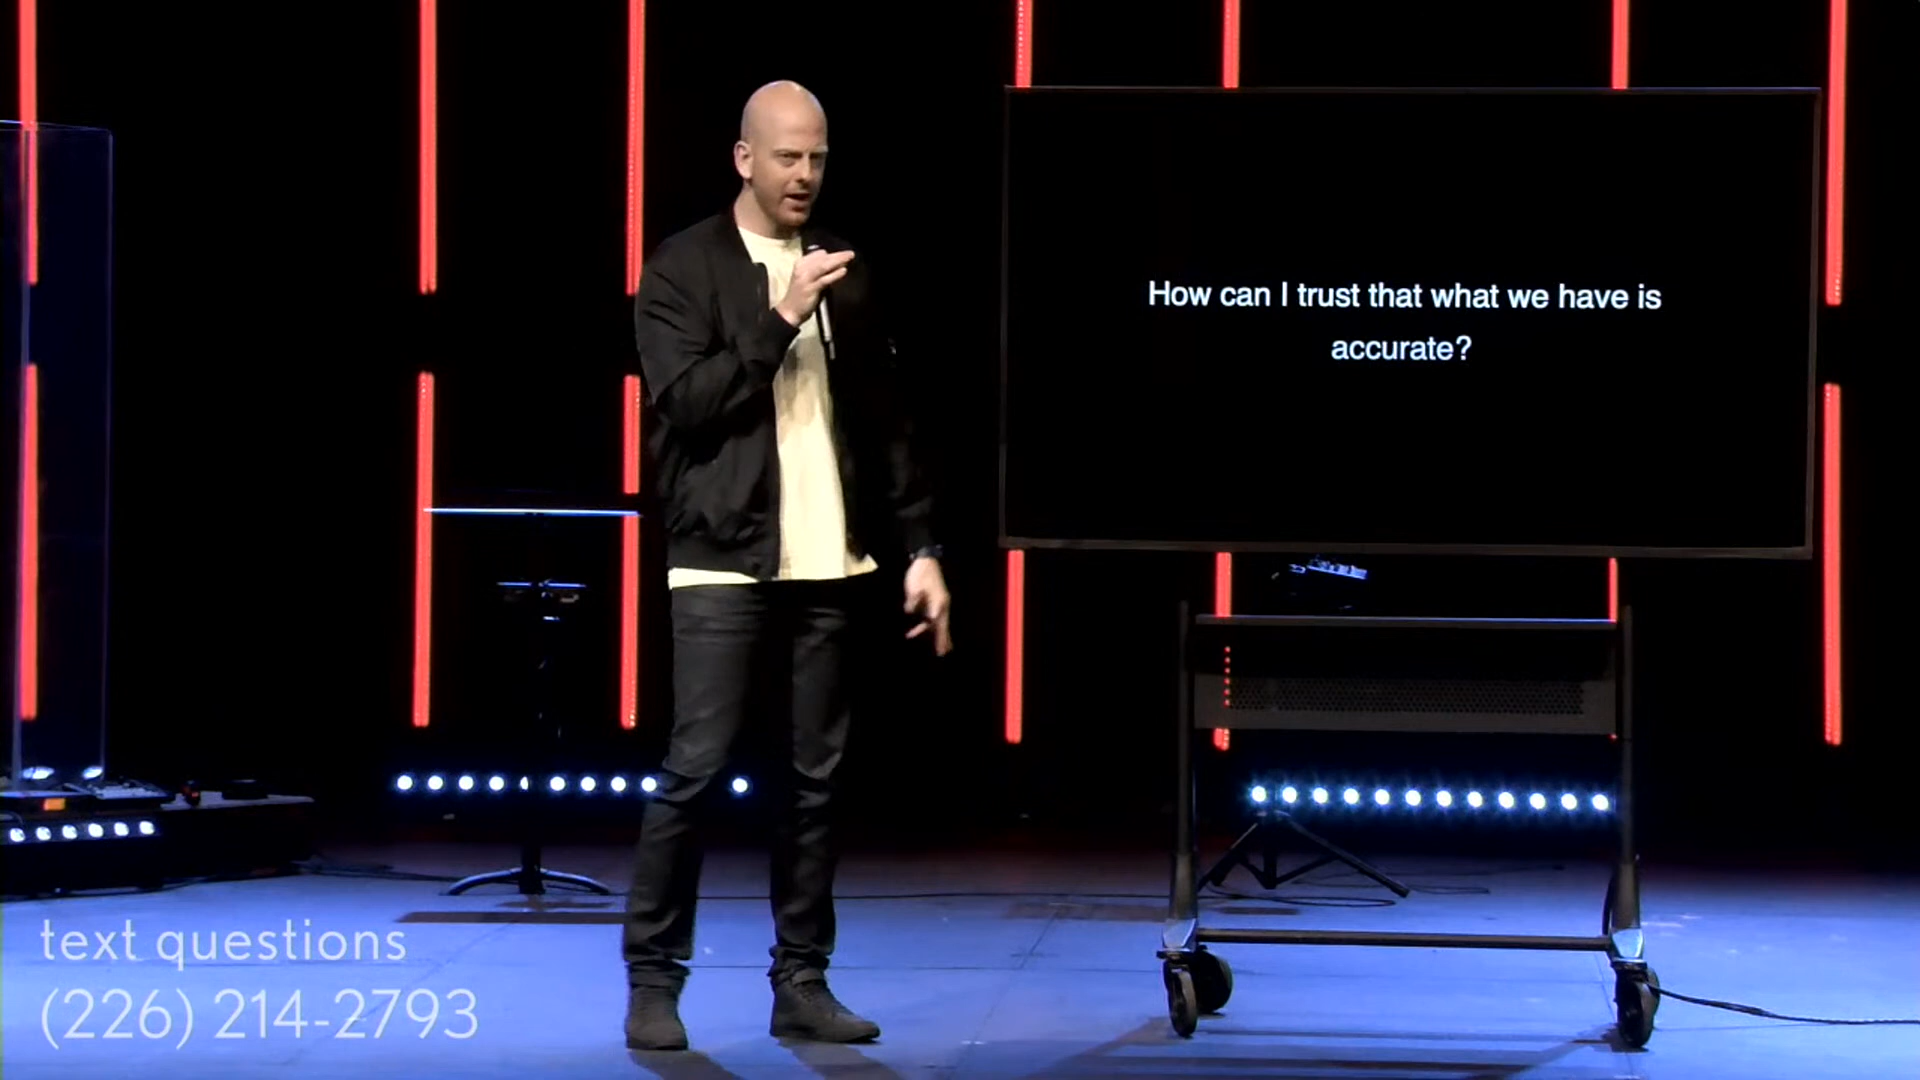 How can I trust that what we have is
accurate?
text questions
(226) 214-2793